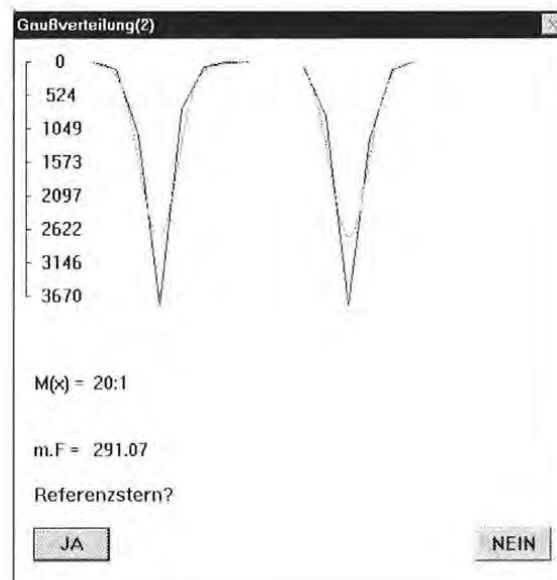 Gaußverteilung(2)
0
524
1049
1573
2097
2622
3146
3670
M(x) = 20:1
m.F = 291.07
Referenzstern?
JA
NEIN